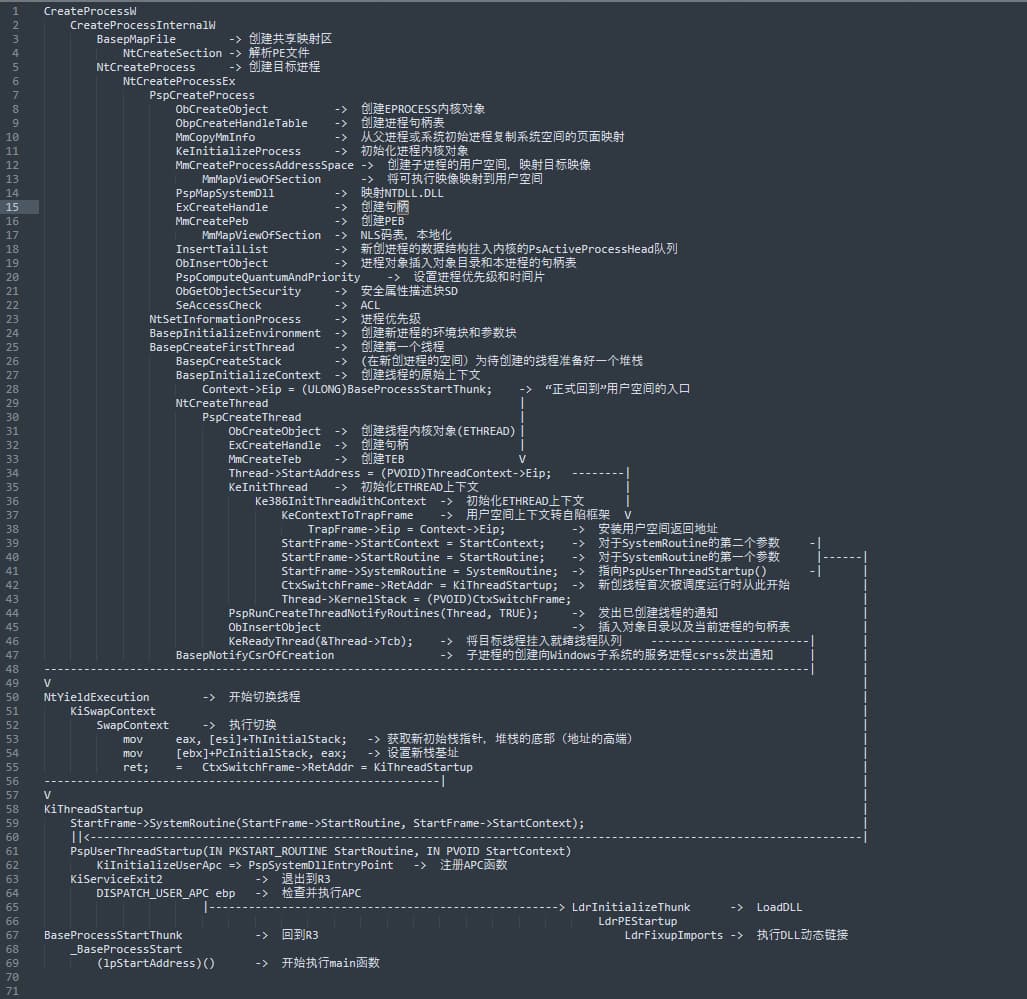 1 CreateProcessW
2 CreateProcessInternalW
3 BasepMapFile -> 创建共享映射区
4 NtCreateSection -> 解析PE文件
5 NtCreateProcess -> 创建目标进程
6 NtCreateProcessEx
7 PspCreateProcess
8 ObCreateObject -> 创建EPROCESS内核对象
9 ObpCreateHandleTable -> 创建进程句柄表
10 MmCopyMmInfo -> 从父进程或系统初始进程复制系统空间的页面映射
11 KeInitializeProcess -> 初始化进程内核对象
12 MmCreateProcessAddressSpace -> 创建子进程的用户空间，映射目标映像
13 MmMapViewOfSection -> 将可执行映像映射到用户空间
14 PspMapSystemDll -> 映射NTDLL.DLL
15 ExCreateHandle -> 创建句柄
16 MmCreatePeb -> 创建PEB
17 MmMapViewOfSection -> NLS码表，本地化
18 InsertTailList -> 新创进程的数据结构挂入内核的PsActiveProcessHead队列
19 ObInsertObject -> 进程对象插入对象目录和本进程的句柄表
20 PspComputeQuantumAndPriority -> 设置进程优先级和时间片
21 ObGetObjectSecurity -> 安全属性描述块SD
22 SeAccessCheck -> ACL
23 NtSetInformationProcess -> 进程优先级
24 BasepInitializeEnvironment -> 创建新进程的环境块和参数块
25 BasepCreateFirstThread -> 创建第一个线程
26 BasepCreateStack -> (在新创进程的空间) 为待创建的线程准备好一个堆栈
27 BasepInitializeContext -> 创建线程的原始上下文
28 Context->Eip = (ULONG)BaseProcessStartThunk; -> “正式回到”用户空间的入口
29 NtCreateThread |
30 PspCreateThread |
31 ObCreateObject -> 创建线程内核对象(ETHREAD) |
32 ExCreateHandle -> 创建句柄 |
33 MmCreateTeb -> 创建TEB V
34 Thread->StartAddress = (PVOID)ThreadContext->Eip; --------|
35 KeInitThread -> 初始化ETHREAD上下文 |
36 Ke386InitThreadWithContext -> 初始化ETHREAD上下文 |
37 KeContextToTrapFrame -> 用户空间上下文转自陷框架 V
38 TrapFrame->Eip = Context->Eip; -> 安装用户空间返回地址
39 StartFrame->StartContext = StartContext; -> 对于SystemRoutine的第二个参数 -|
40 StartFrame->StartRoutine = StartRoutine; -> 对于SystemRoutine的第一个参数 |------|
41 StartFrame->SystemRoutine = SystemRoutine; -> 指向PspUserThreadStartup() -| |
42 CtxSwitchFrame->RetAddr = KiThreadStartup; -> 新创线程首次被调度运行时从此开始 |
43 Thread->KernelStack = (PVOID)CtxSwitchFrame; |
44 PspRunCreateThreadNotifyRoutines(Thread, TRUE); -> 发出已创建线程的通知 |
45 ObInsertObject -> 插入对象目录以及当前进程的句柄表 |
46 KeReadyThread(&Thread->Tcb); -> 将目标线程挂入就绪线程队列 ------------------------| |
47 BasepNotifyCsrOfCreation -> 子进程的创建向Windows子系统的服务进程csrss发出通知 | |
48 --------------------------------------------------------------------------------------------------------------------| |
49 V |
50 NtYieldExecution -> 开始切换线程 |
51 KiSwapContext |
52 SwapContext -> 执行切换 |
53 mov eax, [esi]+ThInitialStack; -> 获取新初始栈指针，堆栈的底部（地址的高端） |
54 mov [ebx]+PcInitialStack, eax; -> 设置新栈基址 |
55 ret; = CtxSwitchFrame->RetAddr = KiThreadStartup |
56 ------------------------------------------------------------| |
57 V |
58 KiThreadStartup |
59 StartFrame->SystemRoutine(StartFrame->StartRoutine, StartFrame->StartContext); |
60 ||<---------------------------------------------------------------------------------------------------------------------|
61 PspUserThreadStartup(IN PKSTART_ROUTINE StartRoutine, IN PVOID StartContext)
62 KiInitializeUserApc => PspSystemDllEntryPoint -> 注册APC函数
63 KiServiceExit2 -> 退出到R3
64 DISPATCH_USER_APC ebp -> 检查并执行APC
65 |-----------------------------------------------------> LdrInitializeThunk -> LoadDLL
66 LdrPEStartup
67 BaseProcessStartThunk -> 回到R3 LdrFixupImports -> 执行DLL动态链接
68 _BaseProcessStart
69 (lpStartAddress)() -> 开始执行main函数
70
71